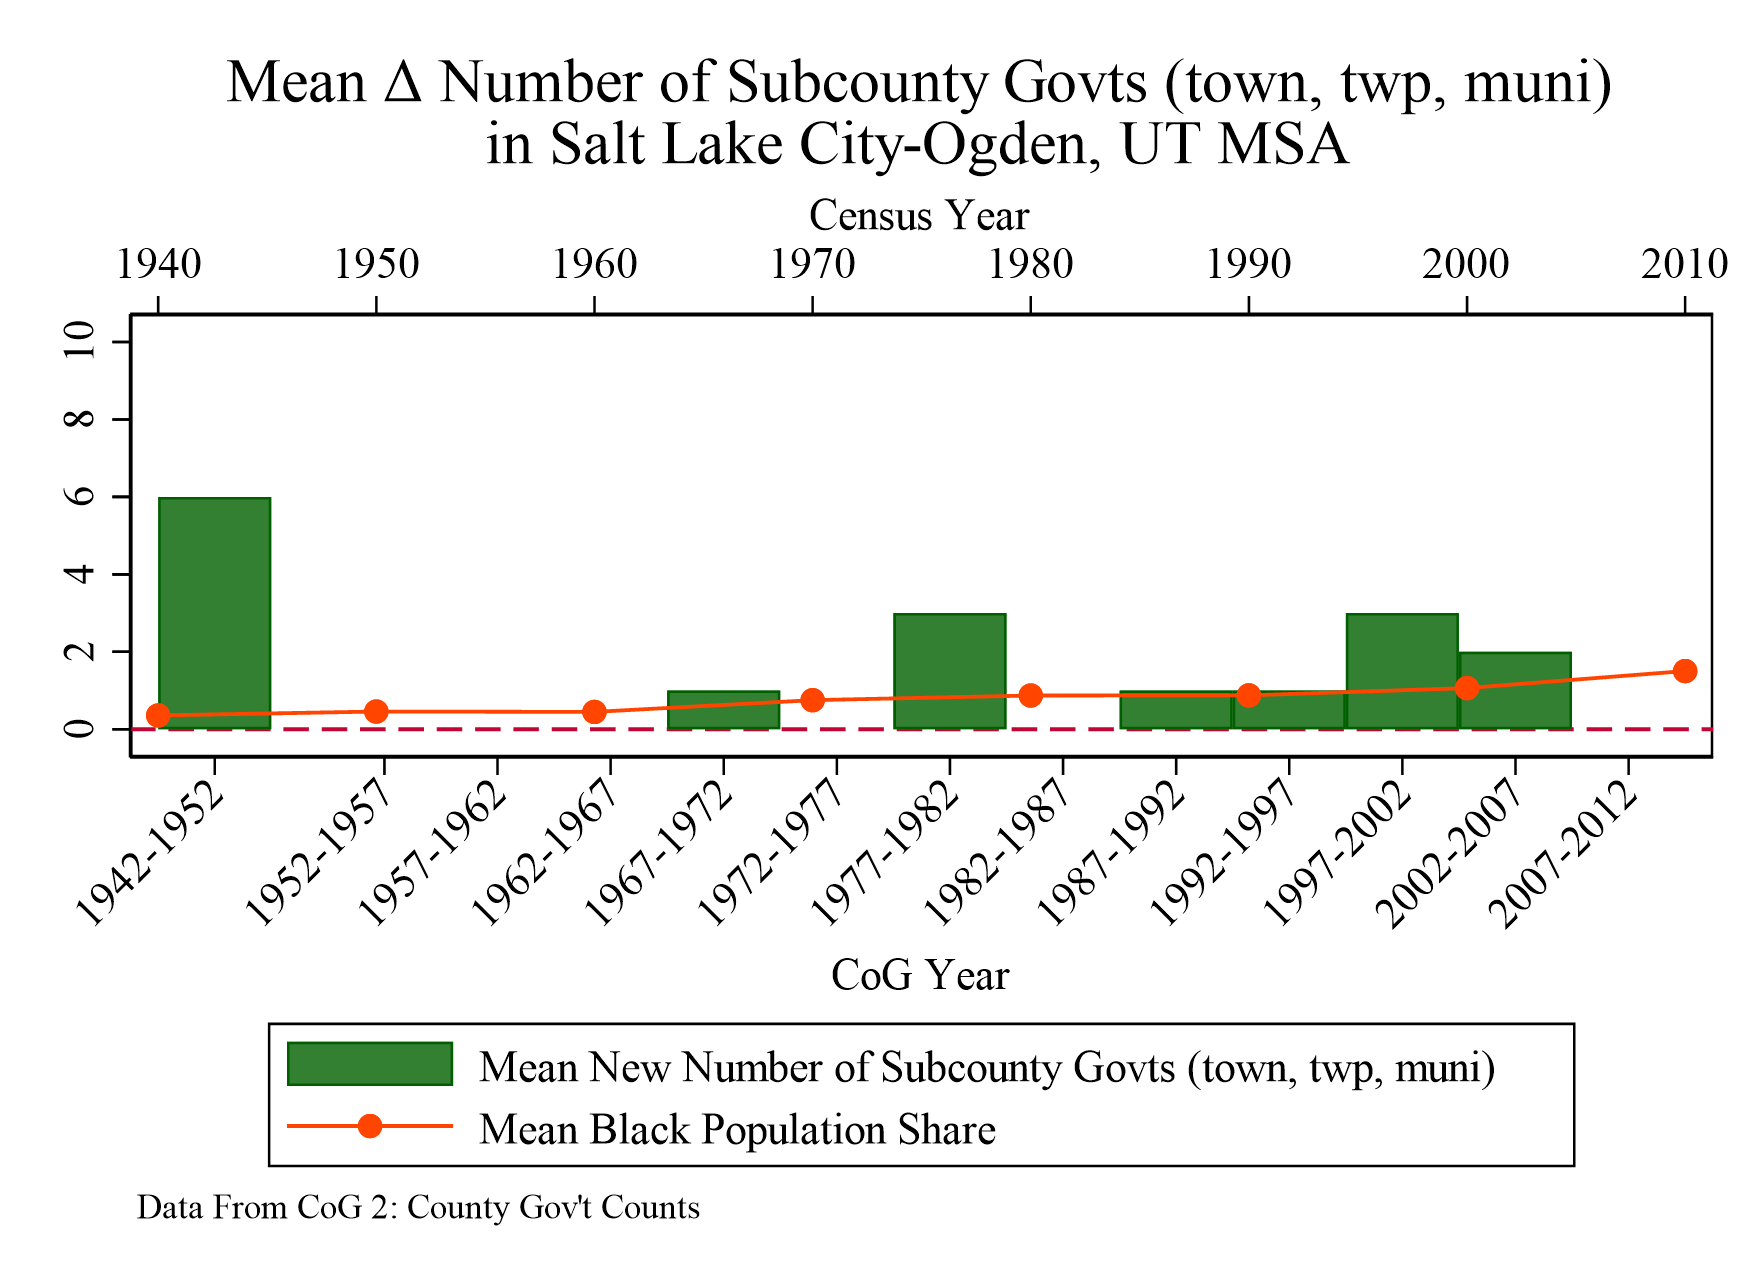 Mean Δ Number of Subcounty Govts (town, twp, muni)
in Salt Lake City-Ogden, UT MSA
Census Year
1940 1950 1960 1970 1980 1990 2000 2010
10
8
6
4
2
0
1942-1952 1952-1957 1957-1962 1962-1967 1967-1972 1972-1977 1977-1982 1982-1987 1987-1992 1992-1997 1997-2002 2002-2007 2007-2012
CoG Year
Mean New Number of Subcounty Govts (town, twp, muni)
Mean Black Population Share
Data From CoG 2: County Gov't Counts